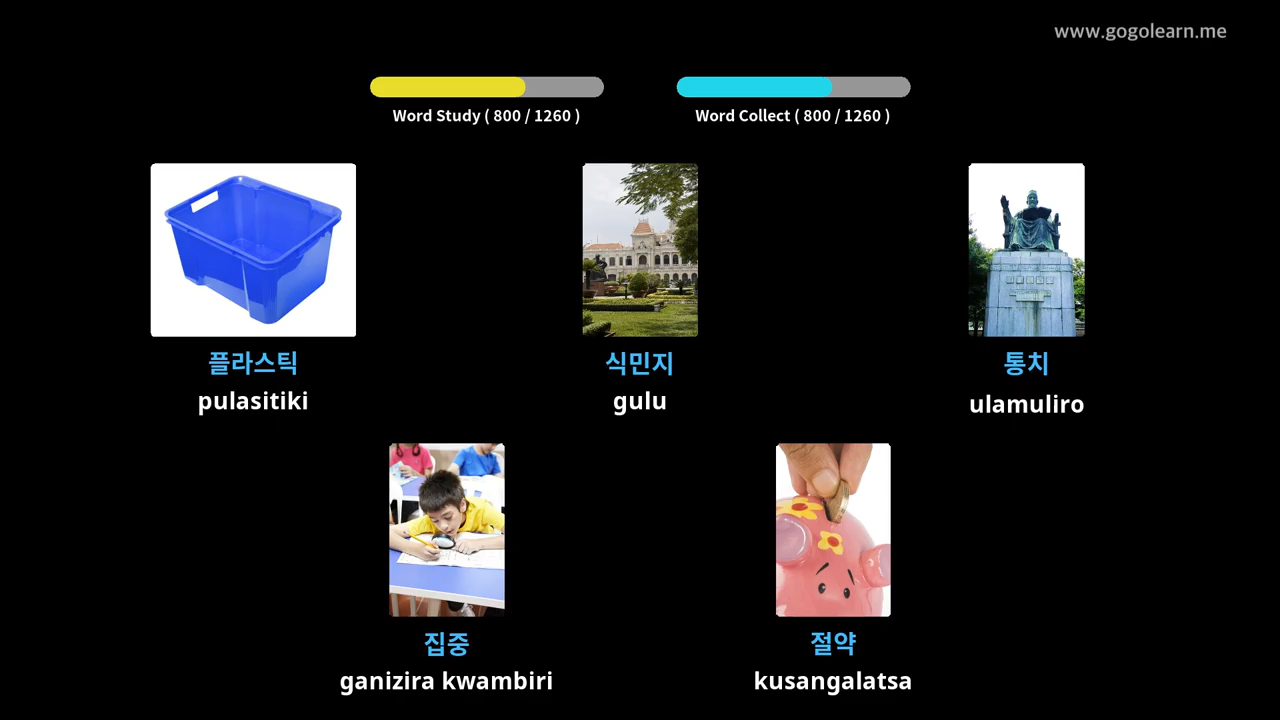 www.gogolearn.me
Word Study ( 800 / 1260 )
Word Collect ( 800 / 1260 )
플라스틱
pulasitiki
식민지
gulu
통치
ulamuliro
집중
ganizira kwambiri
절약
kusangalatsa